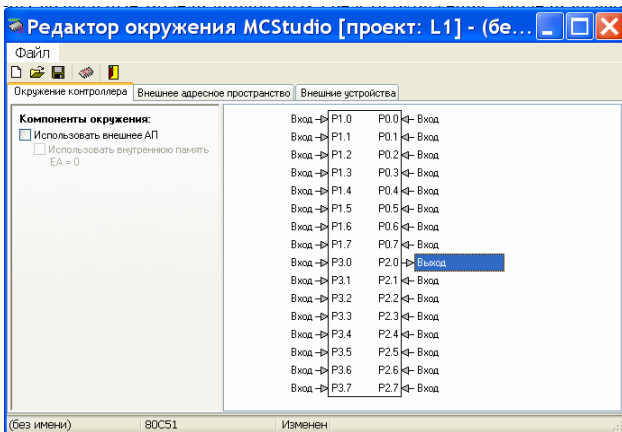 Редактор окружения MCStudio [проект: L1] - (бе...
Файл
Окружение контроллера Внешнее адресное пространство Внешние устройства
Компоненты окружения:
Использовать внешнее АП
Использовать внутреннюю память
EA = 0
Вход P1.0 P0.0 Вход
Вход P1.1 P0.1 Вход
Вход P1.2 P0.2 Вход
Вход P1.3 P0.3 Вход
Вход P1.4 P0.4 Вход
Вход P1.5 P0.5 Вход
Вход P1.6 P0.6 Вход
Вход P1.7 P0.7 Вход
Вход P3.0 P2.0 Выход
Вход P3.1 P2.1 Вход
Вход P3.2 P2.2 Вход
Вход P3.3 P2.3 Вход
Вход P3.4 P2.4 Вход
Вход P3.5 P2.5 Вход
Вход P3.6 P2.6 Вход
Вход P3.7 P2.7 Вход
(без имени) 80C51 Изменен